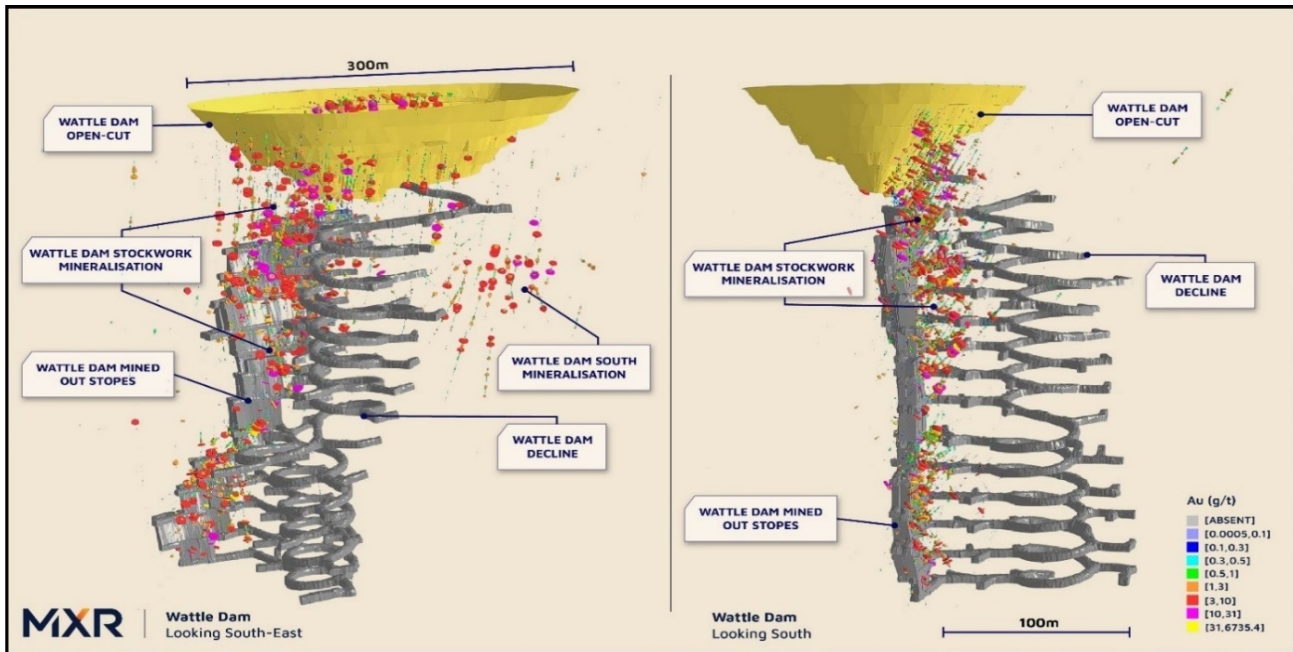 300m
WATTLE DAM
OPEN-CUT
WATTLE DAM STOCKWORK
MINERALISATION
WATTLE DAM MINED
OUT STOPES
WATTLE DAM SOUTH
MINERALISATION
WATTLE DAM
DECLINE
MXR
Wattle Dam
Looking South-East
WATTLE DAM
OPEN-CUT
WATTLE DAM STOCKWORK
MINERALISATION
WATTLE DAM
DECLINE
WATTLE DAM MINED
OUT STOPES
Au (g/t)
[ABSENT]
[0.0005,0.1]
[0.1,0.3]
[0.3,0.5]
[0.5,1]
[1,3]
[3,10]
[10,31]
[31,6735.4]
Wattle Dam
Looking South
100m